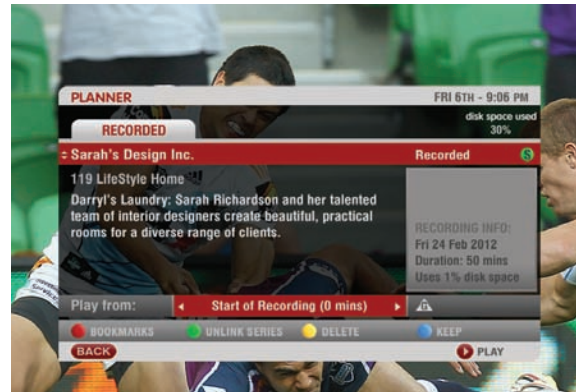 PLANNER FRI 6TH - 9:06 PM
disk space used
30%
RECORDED
Sarah's Design Inc. Recorded S
119 LifeStyle Home
Darryl's Laundry: Sarah Richardson and her talented
team of interior designers create beautiful, practical
rooms for a diverse range of clients.
RECORDING INFO:
Fri 24 Feb 2012
Duration: 50 mins
Uses 1% disk space
Play from: Start of Recording (0 mins)
BOOKMARKS UNLINK SERIES DELETE KEEP
BACK PLAY